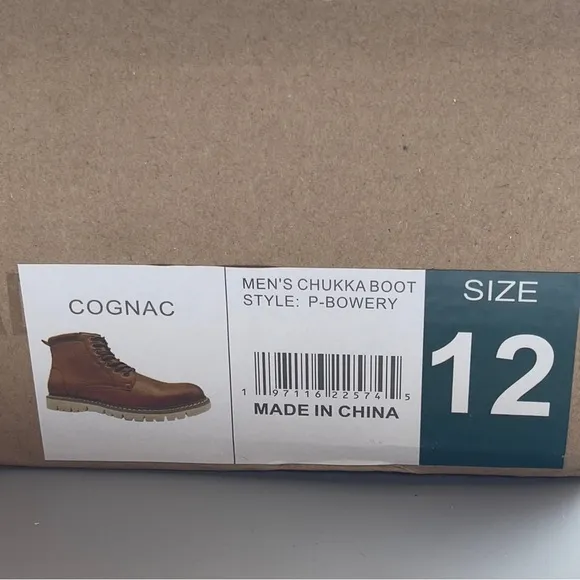 COGNAC
MEN'S CHUKKA BOOT
STYLE: P-BOWERY
1 97116 22574 5
MADE IN CHINA
SIZE
12